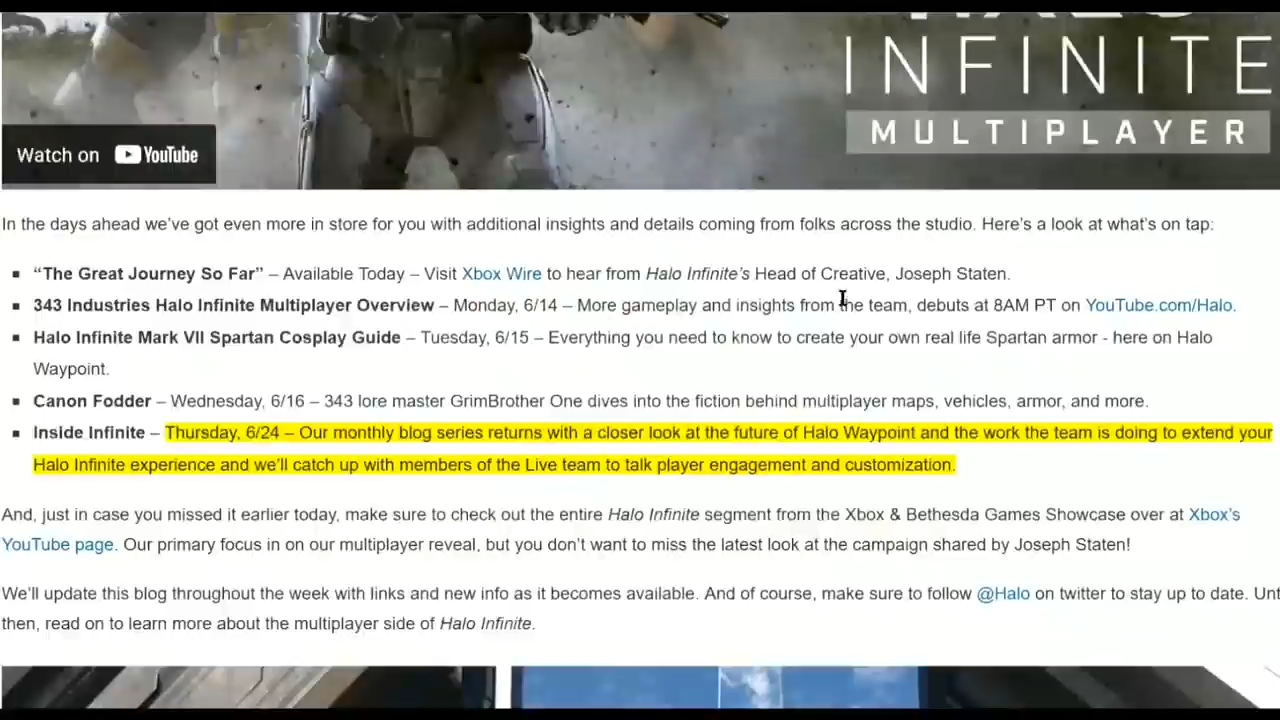 INFINITE
MULTIPLAYER
Watch on YouTube
In the days ahead we've got even more in store for you with additional insights and details coming from folks across the studio. Here's a look at what's on tap:
▪ “The Great Journey So Far” – Available Today – Visit Xbox Wire to hear from Halo Infinite's Head of Creative, Joseph Staten.
▪ 343 Industries Halo Infinite Multiplayer Overview – Monday, 6/14 – More gameplay and insights from the team, debuts at 8AM PT on YouTube.com/Halo.
▪ Halo Infinite Mark VII Spartan Cosplay Guide – Tuesday, 6/15 – Everything you need to know to create your own real life Spartan armor - here on Halo
Waypoint.
▪ Canon Fodder – Wednesday, 6/16 – 343 lore master GrimBrother One dives into the fiction behind multiplayer maps, vehicles, armor, and more.
▪ Inside Infinite – Thursday, 6/24 – Our monthly blog series returns with a closer look at the future of Halo Waypoint and the work the team is doing to extend your
Halo Infinite experience and we'll catch up with members of the Live team to talk player engagement and customization.
And, just in case you missed it earlier today, make sure to check out the entire Halo Infinite segment from the Xbox & Bethesda Games Showcase over at Xbox's
YouTube page. Our primary focus in on our multiplayer reveal, but you don't want to miss the latest look at the campaign shared by Joseph Staten!
We'll update this blog throughout the week with links and new info as it becomes available. And of course, make sure to follow @Halo on twitter to stay up to date. Unt
then, read on to learn more about the multiplayer side of Halo Infinite.